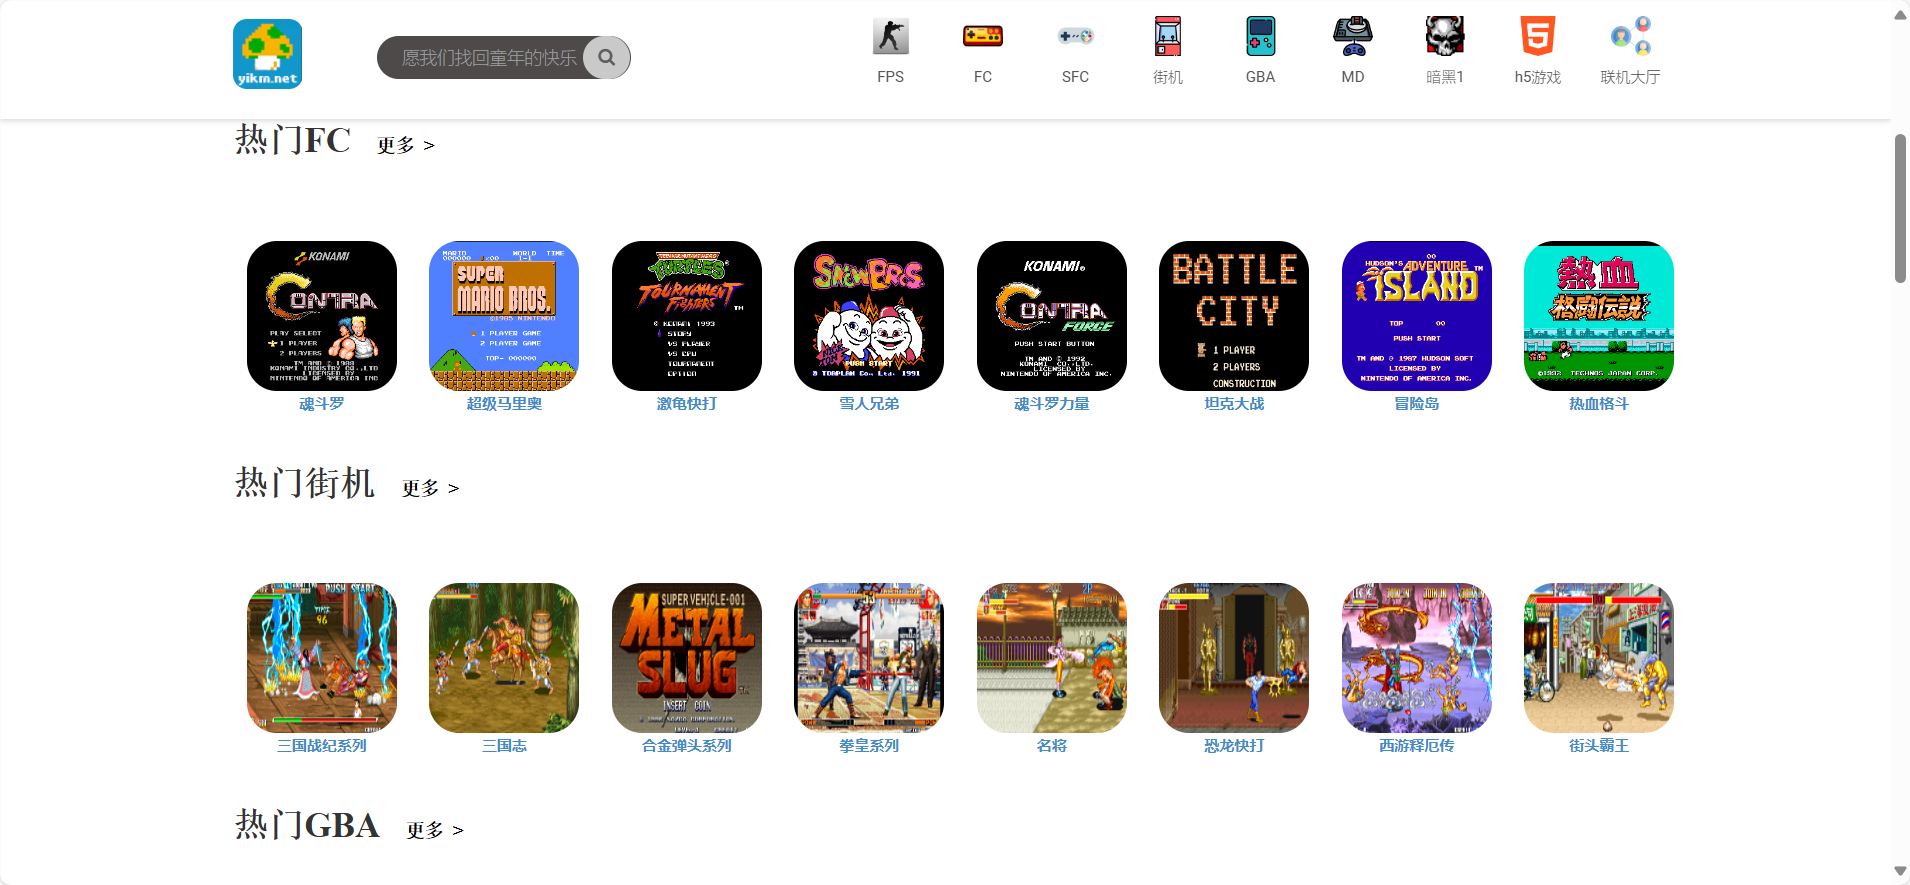 yikm.net
愿我们找回童年的快乐
FPS
FC
SFC
街机
GBA
MD
暗黑1
h5游戏
联机大厅
热门FC 更多 >
KONAMI
CONTRA
PLAY SELECT
1 PLAYER
2 PLAYERS
TM AND © 1988
KONAMI INDUSTRY CO.,LTD
LICENSED BY
NINTENDO OF AMERICA INC
魂斗罗
MARIO WORLD TIME
000000 1-1
SUPER
MARIO BROS.
©1985 NINTENDO
1 PLAYER GAME
2 PLAYER GAME
TOP- 000000
超级马里奥
TURTLES
TOURNAMENT
FIGHTERS
TM
© KONAMI 1993
STORY
VS PLAYER
VS CPU
TOURNAMENT
OPTION
激龟快打
SNOW BROS.
PUSH START
TOAPLAN Co., Ltd. 1991
雪人兄弟
KONAMI®
CONTRA
FORCE
PUSH START BUTTON
TM AND © 1992
KONAMI CO.,LTD.
LICENSED BY
NINTENDO OF AMERICA INC.
魂斗罗力量
BATTLE
CITY
1 PLAYER
2 PLAYERS
CONSTRUCTION
坦克大战
00
HUDSON'S ADVENTURE TM
ISLAND
TOP 00
PUSH START
TM AND © 1987 HUDSON SOFT
LICENSED BY
NINTENDO OF AMERICA INC.
冒险岛
熱血
格闘伝説
©1992 TECHNOS JAPAN CORP.
热血格斗
热门街机 更多 >
PUSH START
TIME
96
三国战纪系列
三国志
SUPER VEHICLE-001
METAL
SLUG
TM
INSERT COIN
合金弹头系列
53
拳皇系列
名将
恐龙快打
西游释厄传
街头霸王
热门GBA 更多 >